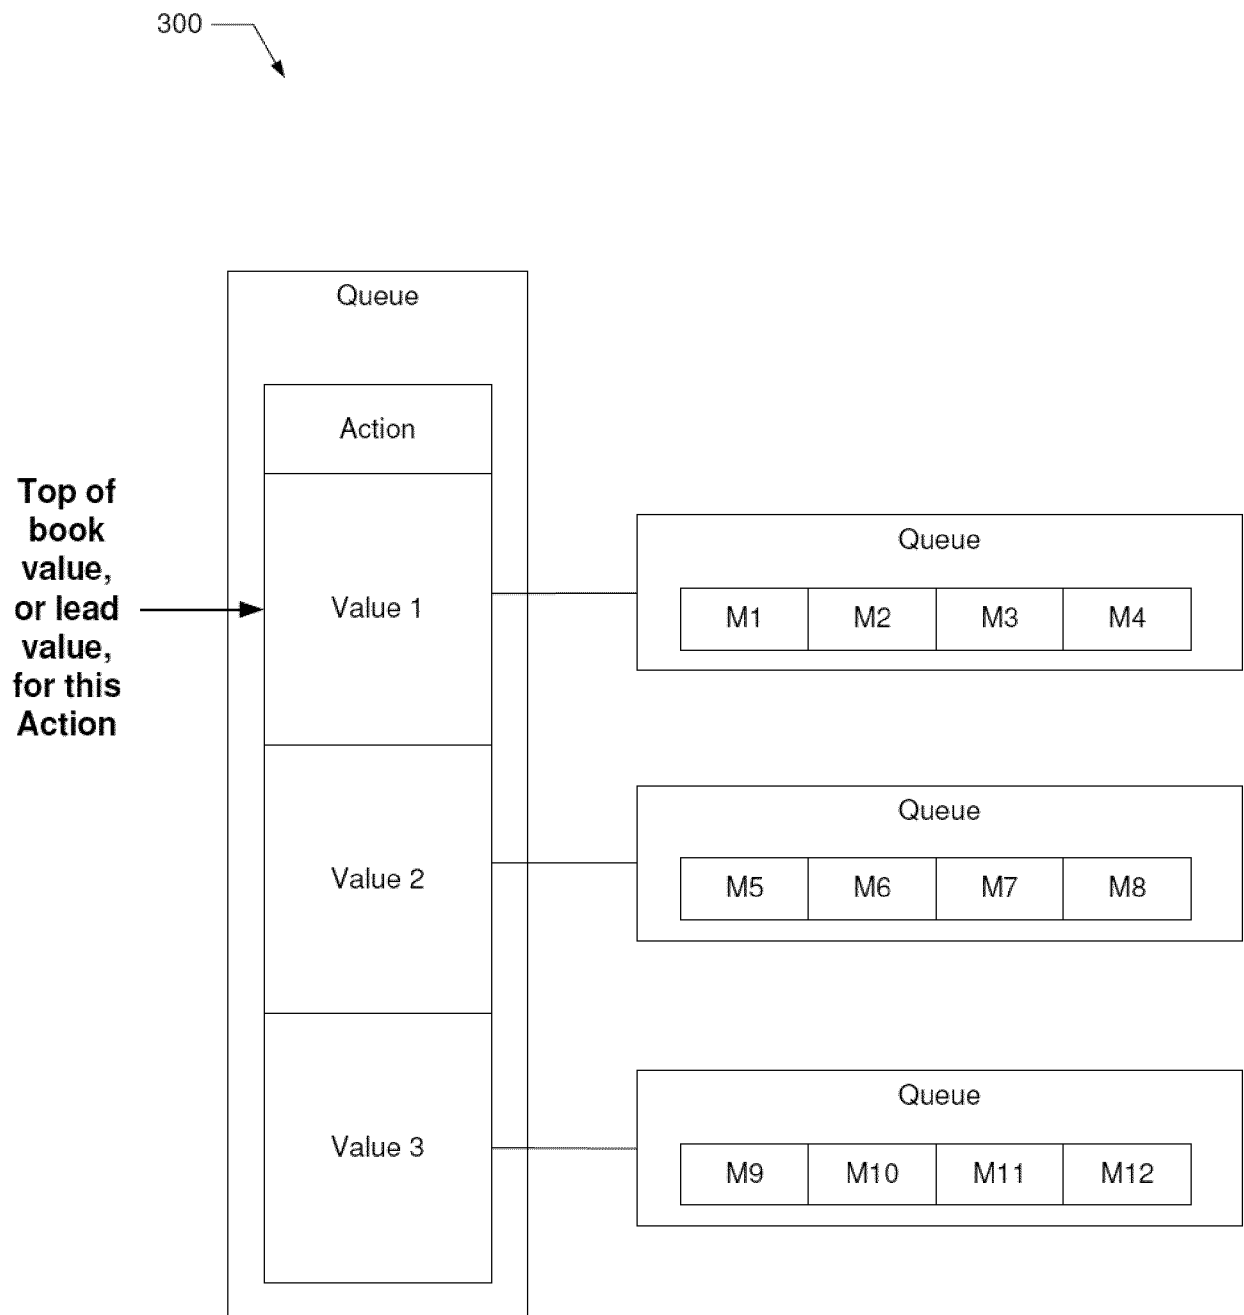 300
Queue
Action
Top of
book
value,
or lead
value,
for this
Action
Value 1
Queue
M1 M2 M3 M4
Value 2
Queue
M5 M6 M7 M8
Value 3
Queue
M9 M10 M11 M12